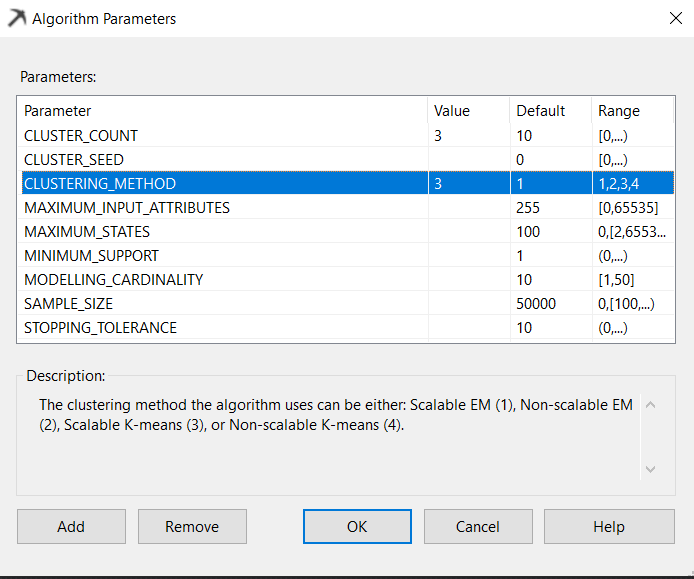 Algorithm Parameters
Parameters:
Parameter Value Default Range
CLUSTER_COUNT 3 10 [0,...)
CLUSTER_SEED 0 [0,...)
CLUSTERING_METHOD 3 1 1,2,3,4
MAXIMUM_INPUT_ATTRIBUTES 255 [0,65535]
MAXIMUM_STATES 100 0,[2,6553...
MINIMUM_SUPPORT 1 (0,...)
MODELLING_CARDINALITY 10 [1,50]
SAMPLE_SIZE 50000 0,[100,...)
STOPPING_TOLERANCE 10 (0,...)
Description:
The clustering method the algorithm uses can be either: Scalable EM (1), Non-scalable EM
(2), Scalable K-means (3), or Non-scalable K-means (4).
Add Remove OK Cancel Help